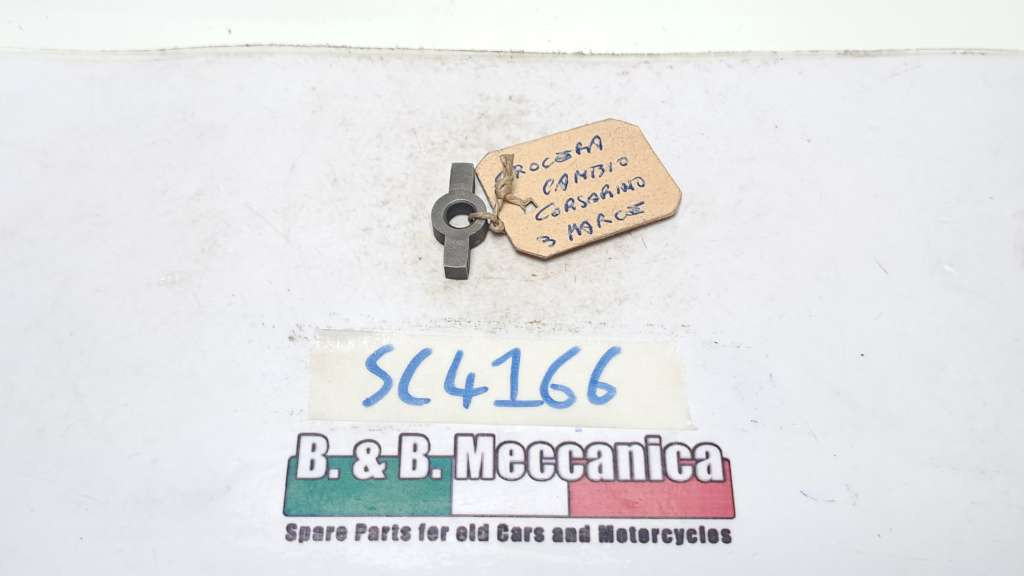 CROCERA
CAMBIO
CORSARINO
3 MARCE
SC4166
B. & B. Meccanica
Spare Parts for old Cars and Motorcycles